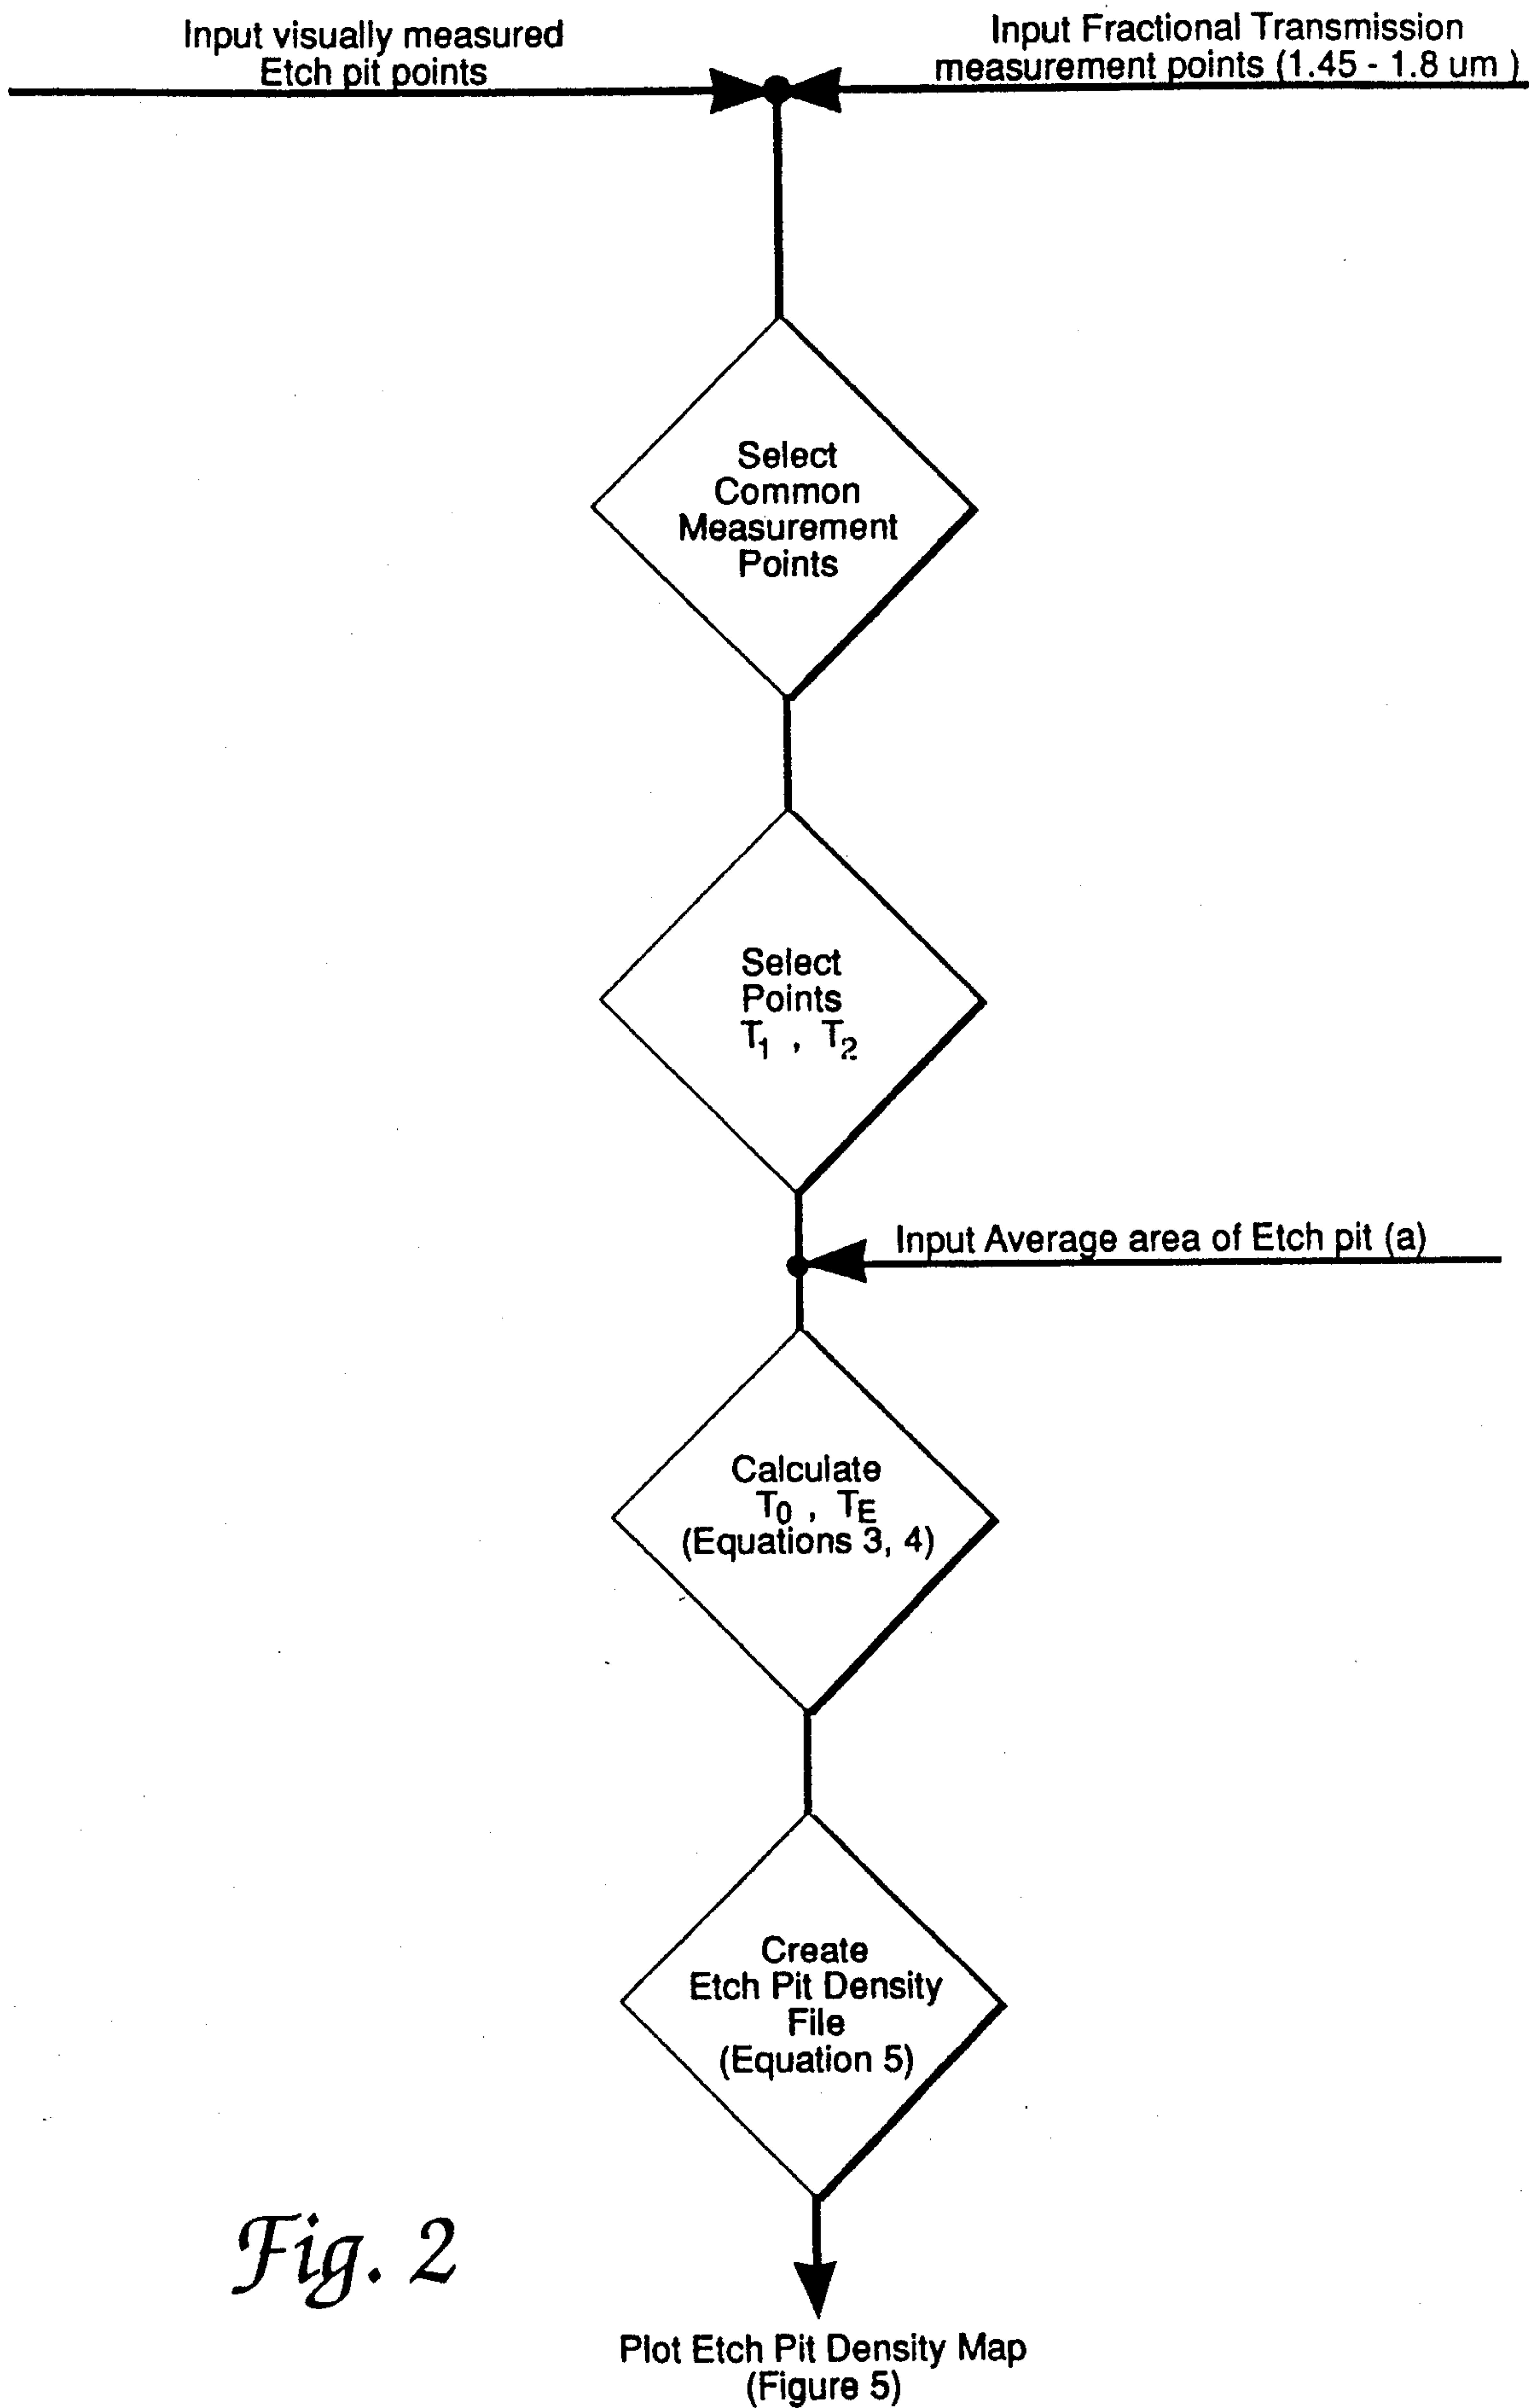 Input visually measured
Etch pit points
Input Fractional Transmission
measurement points (1.45 - 1.8 um )
Select
Common
Measurement
Points
Select
Points
T1 , T2
Input Average area of Etch pit (a)
Calculate
T0 , TE
(Equations 3, 4)
Create
Etch Pit Density
File
(Equation 5)
Fig. 2
Plot Etch Pit Density Map
(Figure 5)